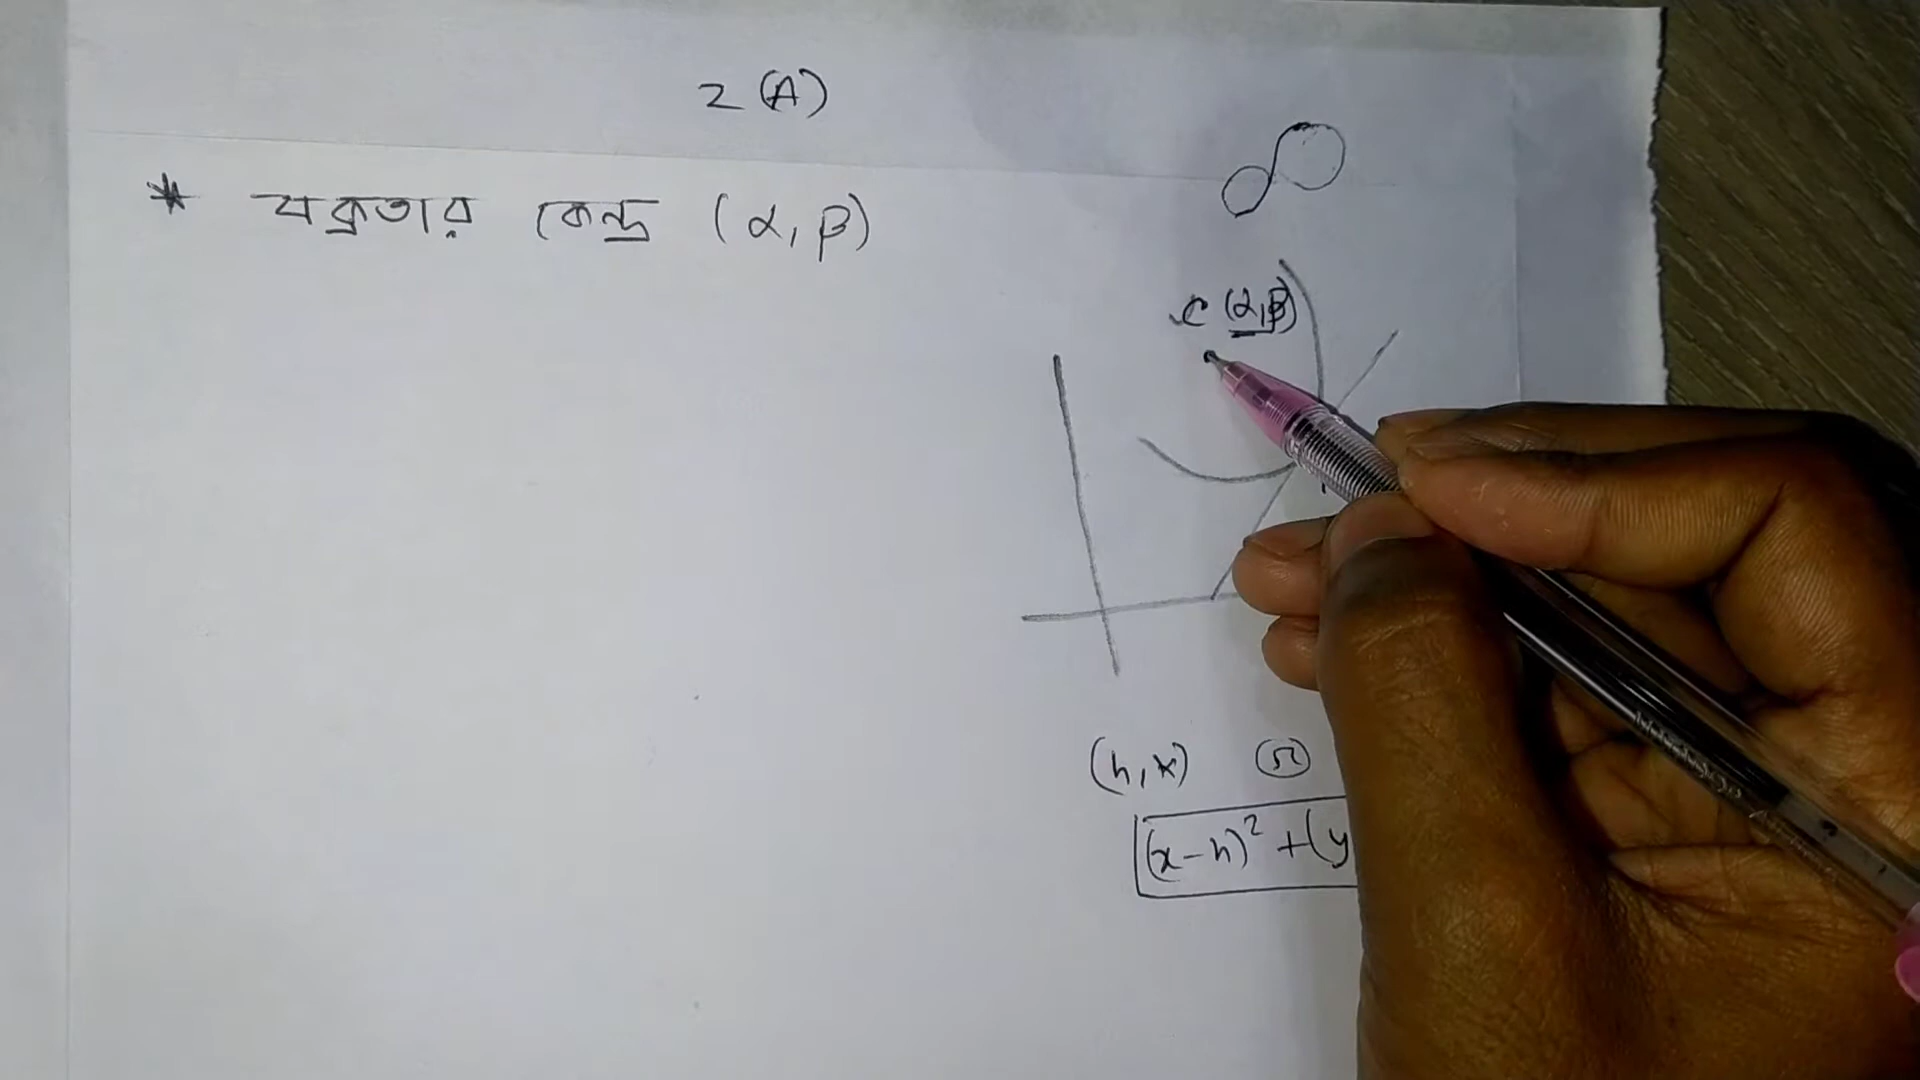 2 (A)
* বক্রতার কেন্দ্র (α, β)
C (α, β)
(h, k)
(x-h)² + (y